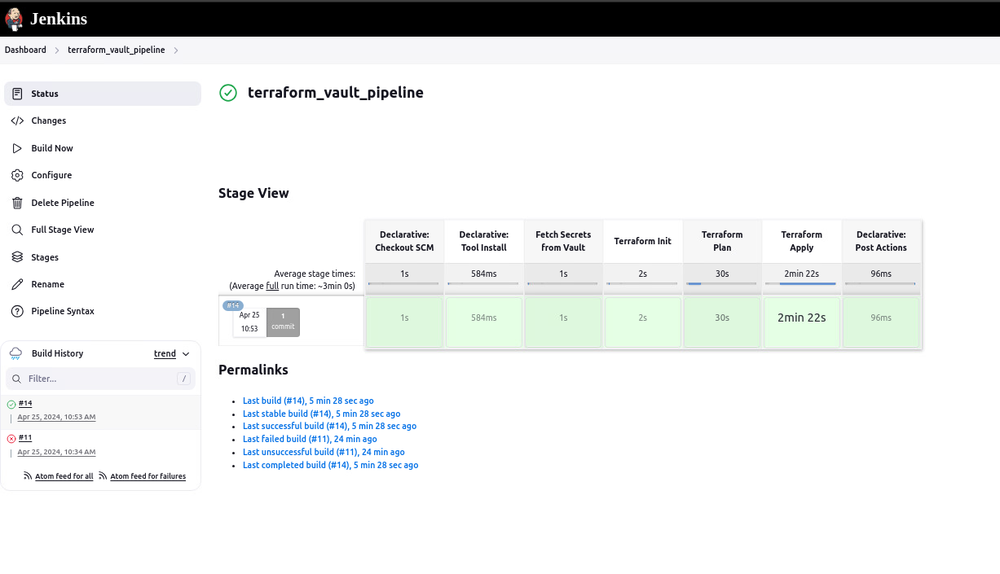 Jenkins
Dashboard
terraform_vault_pipeline
Status
Changes
Build Now
Configure
Delete Pipeline
Full Stage View
Stages
Rename
Pipeline Syntax
Build History
trend
Filter...
/
#14
Apr 25, 2024, 10:53 AM
#11
Apr 25, 2024, 10:34 AM
Atom feed for all
Atom feed for failures
terraform_vault_pipeline
Stage View
Declarative:
Checkout SCM
Declarative:
Tool Install
Fetch Secrets
from Vault
Terraform Init
Terraform
Plan
Terraform
Apply
Declarative:
Post Actions
Average stage times:
(Average full run time: ~3min 0s)
1s
584ms
1s
2s
30s
2min 22s
96ms
#14
Apr 25
10:53
1
commit
1s
584ms
1s
2s
30s
2min 22s
96ms
Permalinks
Last build (#14), 5 min 28 sec ago
Last stable build (#14), 5 min 28 sec ago
Last successful build (#14), 5 min 28 sec ago
Last failed build (#11), 24 min ago
Last unsuccessful build (#11), 24 min ago
Last completed build (#14), 5 min 28 sec ago